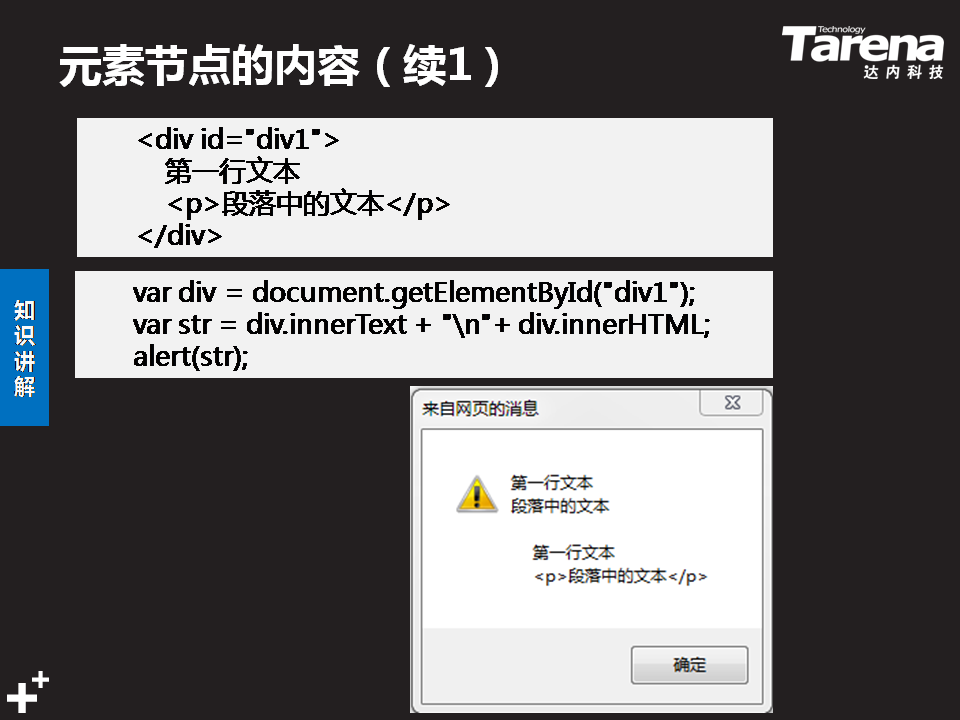 元素节点的内容（续1）
Technology
Tarena
达内科技
<div id="div1">
第一行文本
<p>段落中的文本</p>
</div>
知识讲解
var div = document.getElementById("div1");
var str = div.innerText + "\n"+ div.innerHTML;
alert(str);
来自网页的消息
第一行文本
段落中的文本
第一行文本
<p>段落中的文本</p>
确定